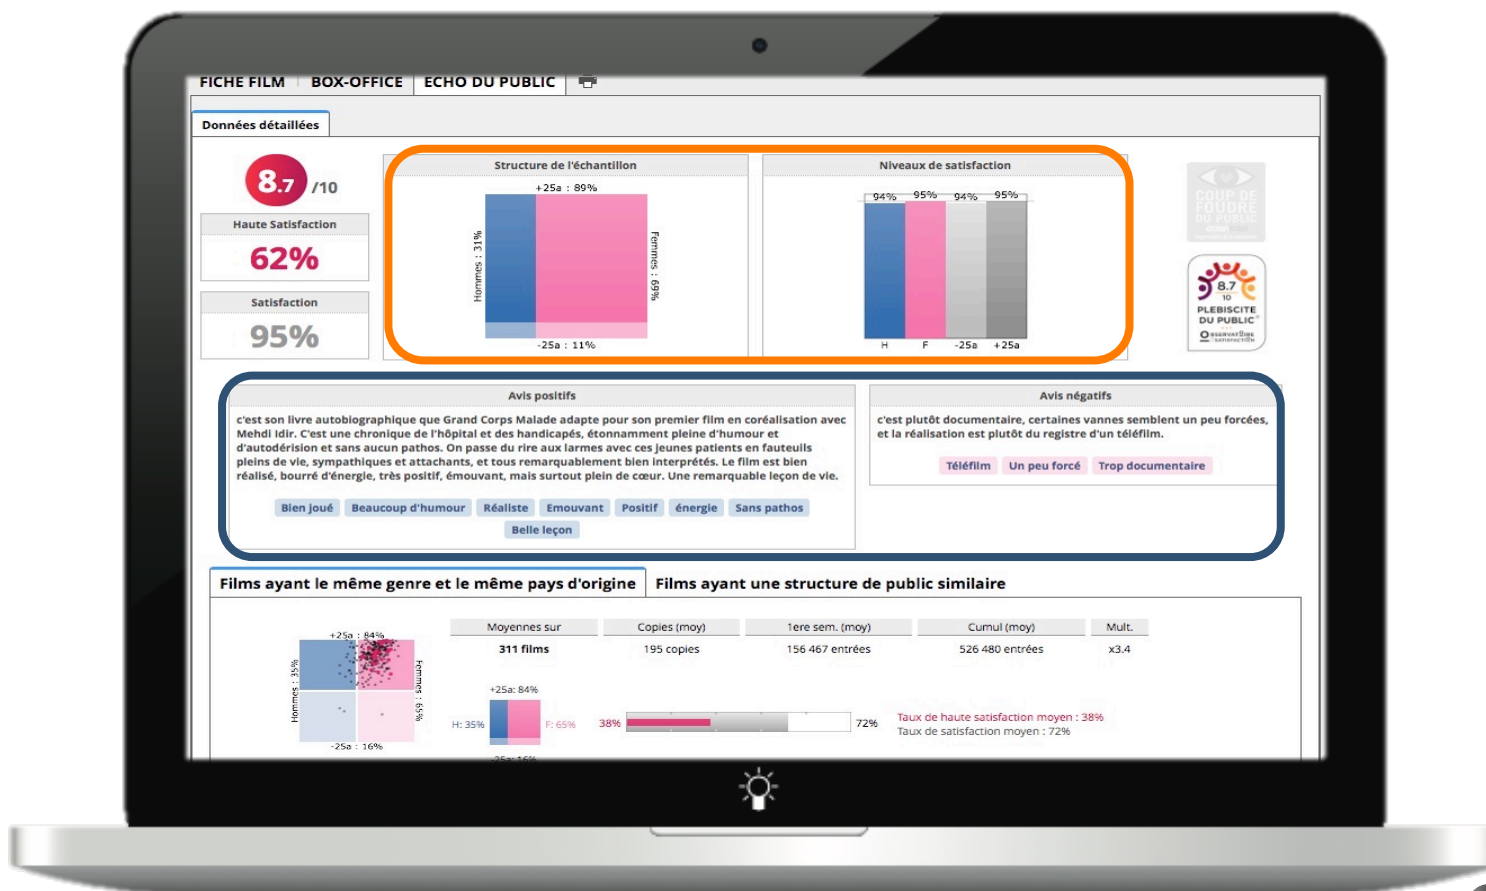 FICHE FILM
BOX-OFFICE
ECHO DU PUBLIC
Données détaillées
8.7 /10
Haute Satisfaction
62%
Satisfaction
95%
Structure de l'échantillon
+25a : 89%
Hommes : 31%
Femmes : 69%
-25a : 11%
Niveaux de satisfaction
94% 95% 94% 95%
H F -25a +25a
COUP DE
FOUDRE
DU PUBLIC
8.7
10
PLEBISCITE
DU PUBLIC
OBSERVATOIRE
Avis positifs
c'est son livre autobiographique que Grand Corps Malade adapte pour son premier film en coréalisation avec
Mehdi Idir. C'est une chronique de l'hôpital et des handicapés, étonnamment pleine d'humour et
d'autodérision et sans aucun pathos. On passe du rire aux larmes avec ces jeunes patients en fauteuils
pleins de vie, sympathiques et attachants, et tous remarquablement bien interprétés. Le film est bien
réalisé, bourré d'énergie, très positif, émouvant, mais surtout plein de cœur. Une remarquable leçon de vie.
Bien joué Beaucoup d'humour Réaliste Emouvant Positif énergie Sans pathos
Belle leçon
Avis négatifs
c'est plutôt documentaire, certaines vannes semblent un peu forcées,
et la réalisation est plutôt du registre d'un téléfilm.
Téléfilm Un peu forcé Trop documentaire
Films ayant le même genre et le même pays d'origine
Films ayant une structure de public similaire
+25a : 84%
Hommes : 35%
Femmes : 65%
-25a : 16%
Moyennes sur Copies (moy) 1ere sem. (moy) Cumul (moy) Mult.
311 films 195 copies 156 467 entrées 526 480 entrées x3.4
+25a: 84%
H: 35% F: 65%
-25a: 16%
38% 72%
Taux de haute satisfaction moyen : 38%
Taux de satisfaction moyen : 72%